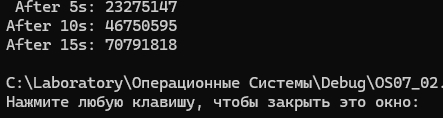 After 5s: 23275147
After 10s: 46750595
After 15s: 70791818
C:\Laboratory\Операционные Системы\Debug\OS07_02.
Нажмите любую клавишу, чтобы закрыть это окно: